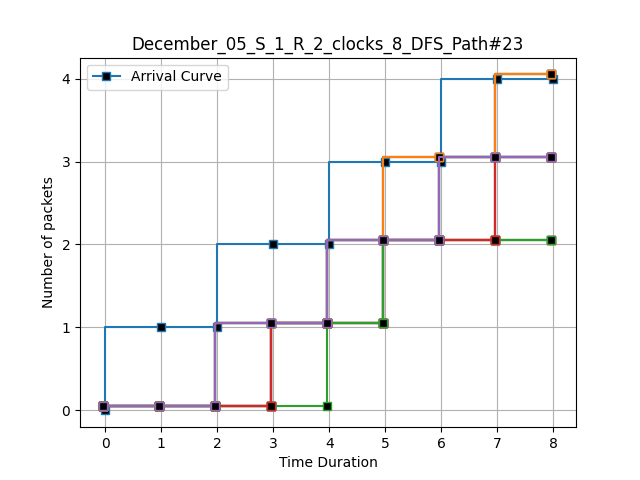 December_05_S_1_R_2_clocks_8_DFS_Path#23
Arrival Curve
Number of packets
4
3
2
1
0
0 1 2 3 4 5 6 7 8
Time Duration